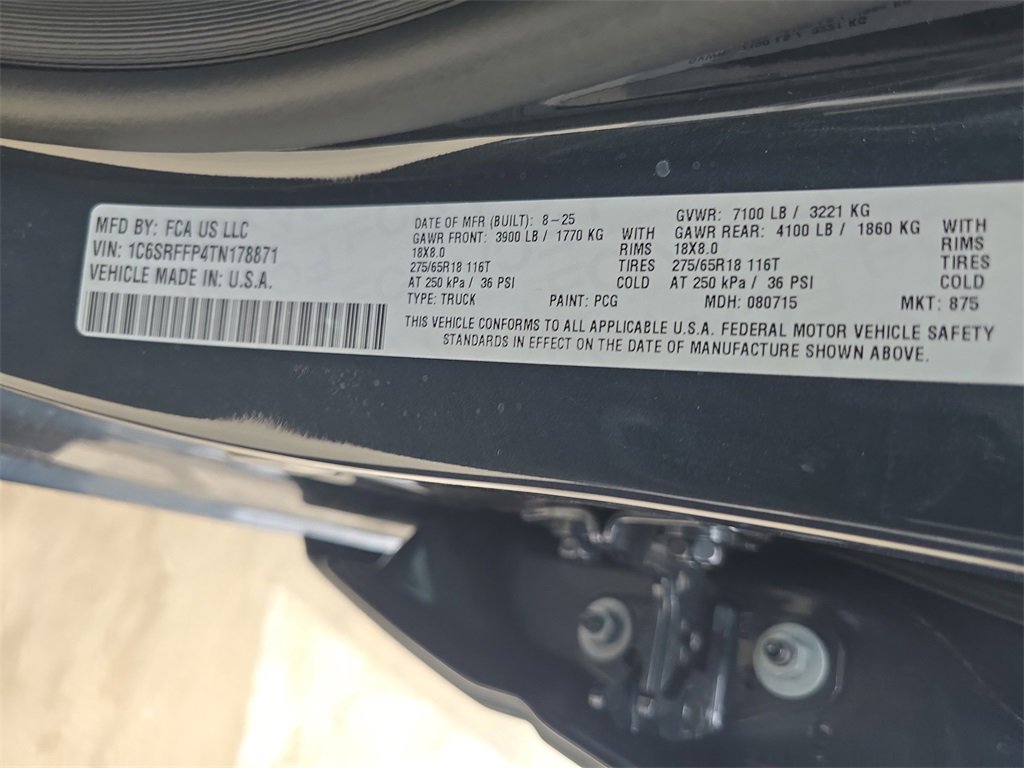 MFD BY: FCA US LLC
VIN: 1C6SRFFP4TN178871
VEHICLE MADE IN: U.S.A.
DATE OF MFR (BUILT): 8-25 GVWR: 7100 LB / 3221 KG
GAWR FRONT: 3900 LB / 1770 KG WITH GAWR REAR: 4100 LB / 1860 KG WITH
18X8.0 RIMS 18X8.0 RIMS
275/65R18 116T TIRES 275/65R18 116T TIRES
AT 250 kPa / 36 PSI COLD AT 250 kPa / 36 PSI COLD
TYPE: TRUCK PAINT: PCG MDH: 080715 MKT: 875
THIS VEHICLE CONFORMS TO ALL APPLICABLE U.S.A. FEDERAL MOTOR VEHICLE SAFETY
STANDARDS IN EFFECT ON THE DATE OF MANUFACTURE SHOWN ABOVE.